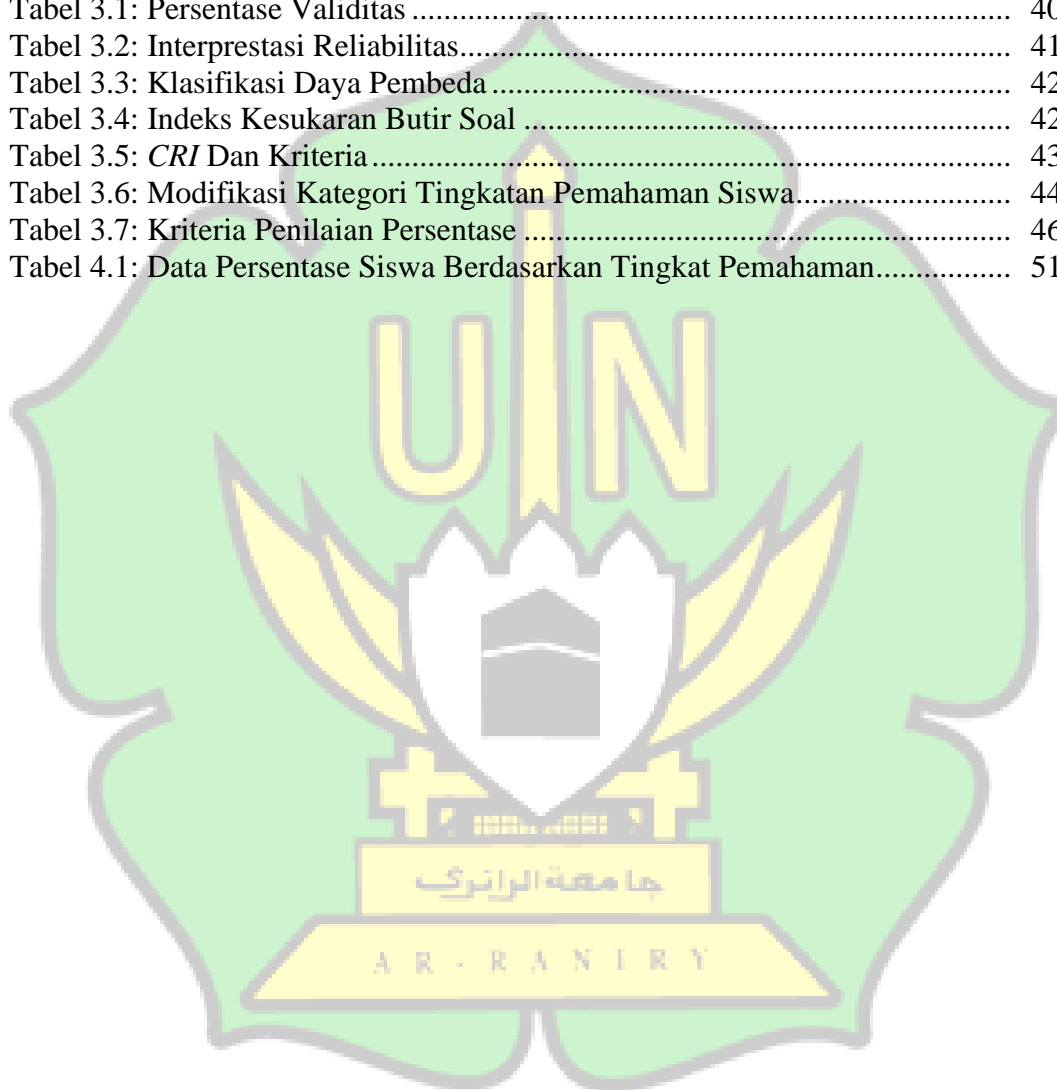 Tabel 3.1: Persentase Validitas ........................................................................ 40
Tabel 3.2: Interprestasi Reliabilitas.................................................................. 41
Tabel 3.3: Klasifikasi Daya Pembeda ............................................................... 42
Tabel 3.4: Indeks Kesukaran Butir Soal ........................................................... 42
Tabel 3.5: CRI Dan Kriteria .............................................................................. 43
Tabel 3.6: Modifikasi Kategori Tingkatan Pemahaman Siswa.......................... 44
Tabel 3.7: Kriteria Penilaian Persentase ........................................................... 46
Tabel 4.1: Data Persentase Siswa Berdasarkan Tingkat Pemahaman................ 51
UIN
جامعة الرانري
AR-RANIRY